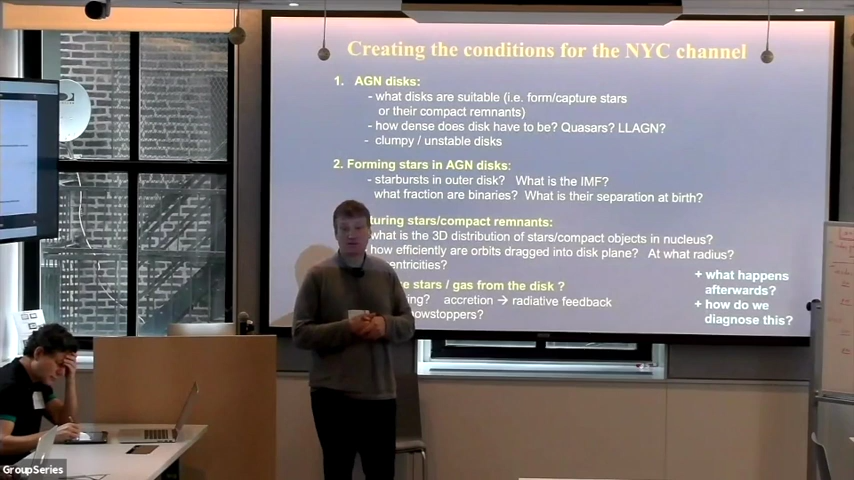 Creating the conditions for the NYC channel
1. AGN disks:
- what disks are suitable (i.e. form/capture stars
or their compact remnants)
- how dense does disk have to be? Quasars? LLAGN?
- clumpy / unstable disks
2. Forming stars in AGN disks:
- starbursts in outer disk? What is the IMF?
what fraction are binaries? What is their separation at birth?
turing stars/compact remnants:
what is the 3D distribution of stars/compact objects in nucleus?
how efficiently are orbits dragged into disk plane? At what radius?
entricities?
e stars / gas from the disk ?
ing? accretion → radiative feedback
howstoppers?
+ what happens
afterwards?
+ how do we
diagnose this?
GroupSeries